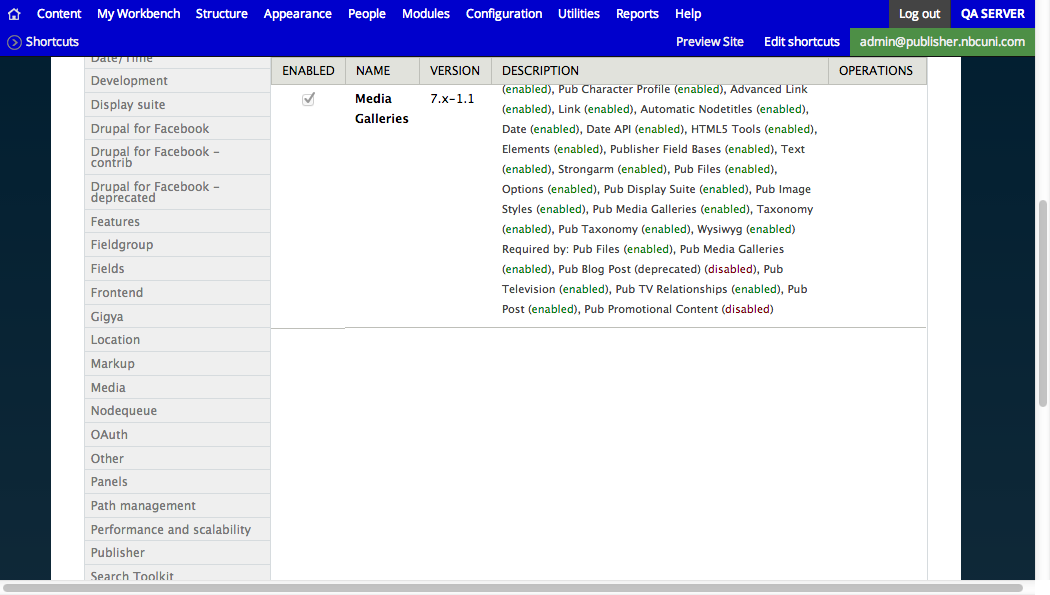 Content My Workbench Structure Appearance People Modules Configuration Utilities Reports Help Log out QA SERVER
Shortcuts Preview Site Edit shortcuts admin@publisher.nbcuni.com
Date/Time
Development
Display suite
Drupal for Facebook
Drupal for Facebook -
contrib
Drupal for Facebook -
deprecated
Features
Fieldgroup
Fields
Frontend
Gigya
Location
Markup
Media
Nodequeue
OAuth
Other
Panels
Path management
Performance and scalability
Publisher
Search Toolkit
ENABLED NAME VERSION DESCRIPTION OPERATIONS
Media
Galleries
7.x-1.1
(enabled), Pub Character Profile (enabled), Advanced Link
(enabled), Link (enabled), Automatic Nodetitles (enabled),
Date (enabled), Date API (enabled), HTML5 Tools (enabled),
Elements (enabled), Publisher Field Bases (enabled), Text
(enabled), Strongarm (enabled), Pub Files (enabled),
Options (enabled), Pub Display Suite (enabled), Pub Image
Styles (enabled), Pub Media Galleries (enabled), Taxonomy
(enabled), Pub Taxonomy (enabled), Wysiwyg (enabled)
Required by: Pub Files (enabled), Pub Media Galleries
(enabled), Pub Blog Post (deprecated) (disabled), Pub
Television (enabled), Pub TV Relationships (enabled), Pub
Post (enabled), Pub Promotional Content (disabled)